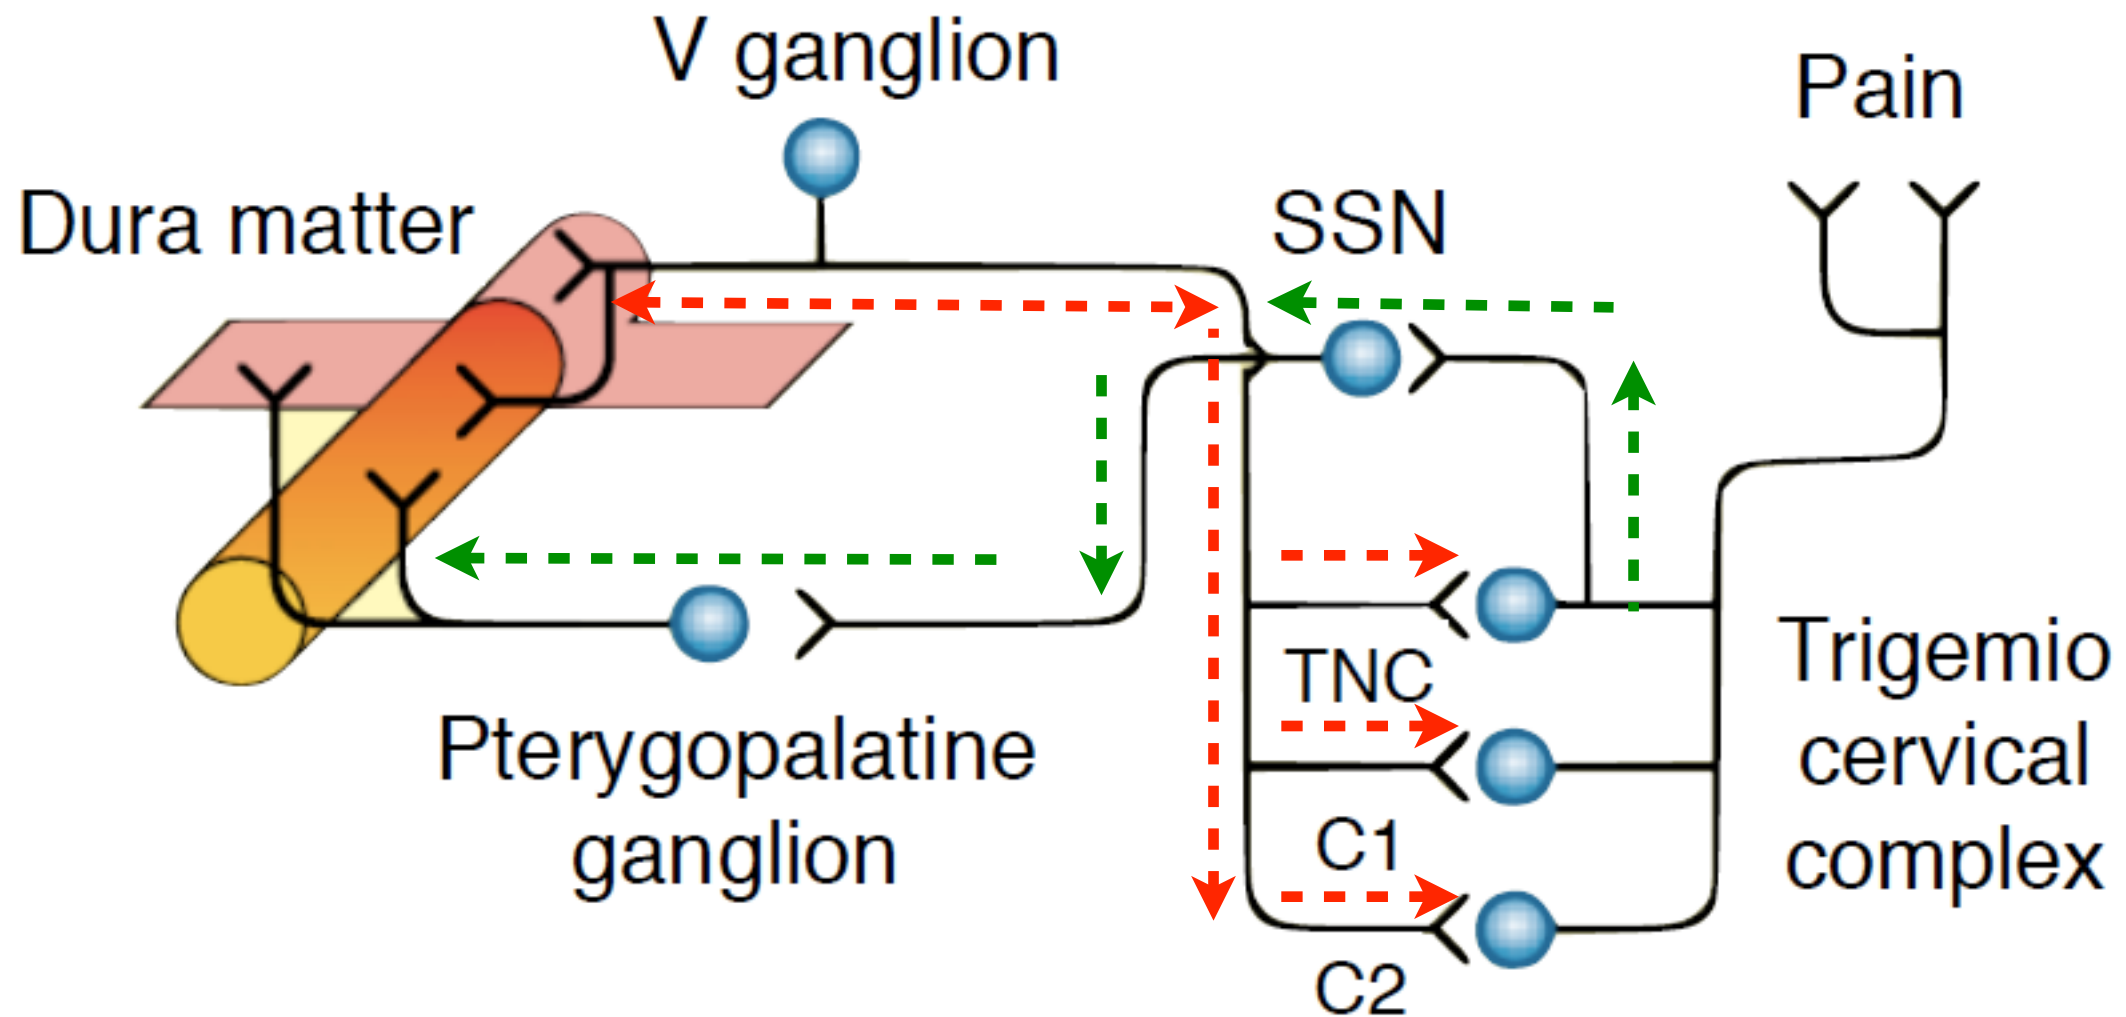 V ganglion
Pain
Dura matter
SSN
TNC
Trigemio
cervical
complex
Pterygopalatine
ganglion
C1
C2